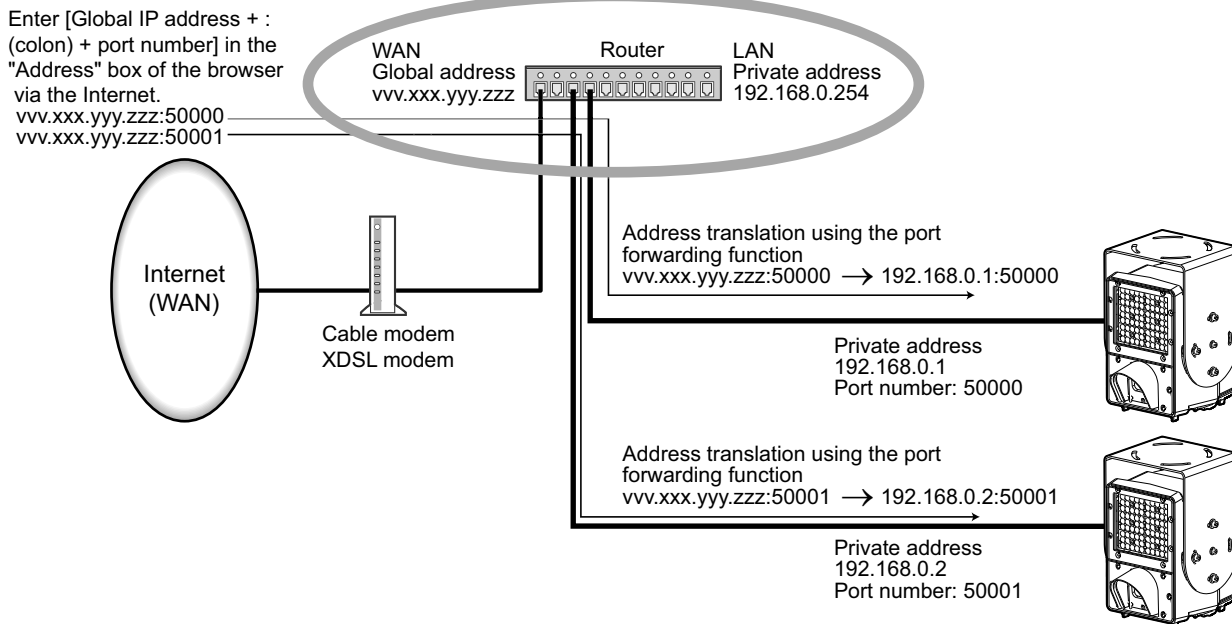 Enter [Global IP address + :
(colon) + port number] in the
"Address" box of the browser
via the Internet.
vvv.xxx.yyy.zzz:50000
vvv.xxx.yyy.zzz:50001
WAN
Global address
vvv.xxx.yyy.zzz
Router
LAN
Private address
192.168.0.254
Internet
(WAN)
Cable modem
XDSL modem
Address translation using the port
forwarding function
vvv.xxx.yyy.zzz:50000 → 192.168.0.1:50000
Private address
192.168.0.1
Port number: 50000
Address translation using the port
forwarding function
vvv.xxx.yyy.zzz:50001 → 192.168.0.2:50001
Private address
192.168.0.2
Port number: 50001